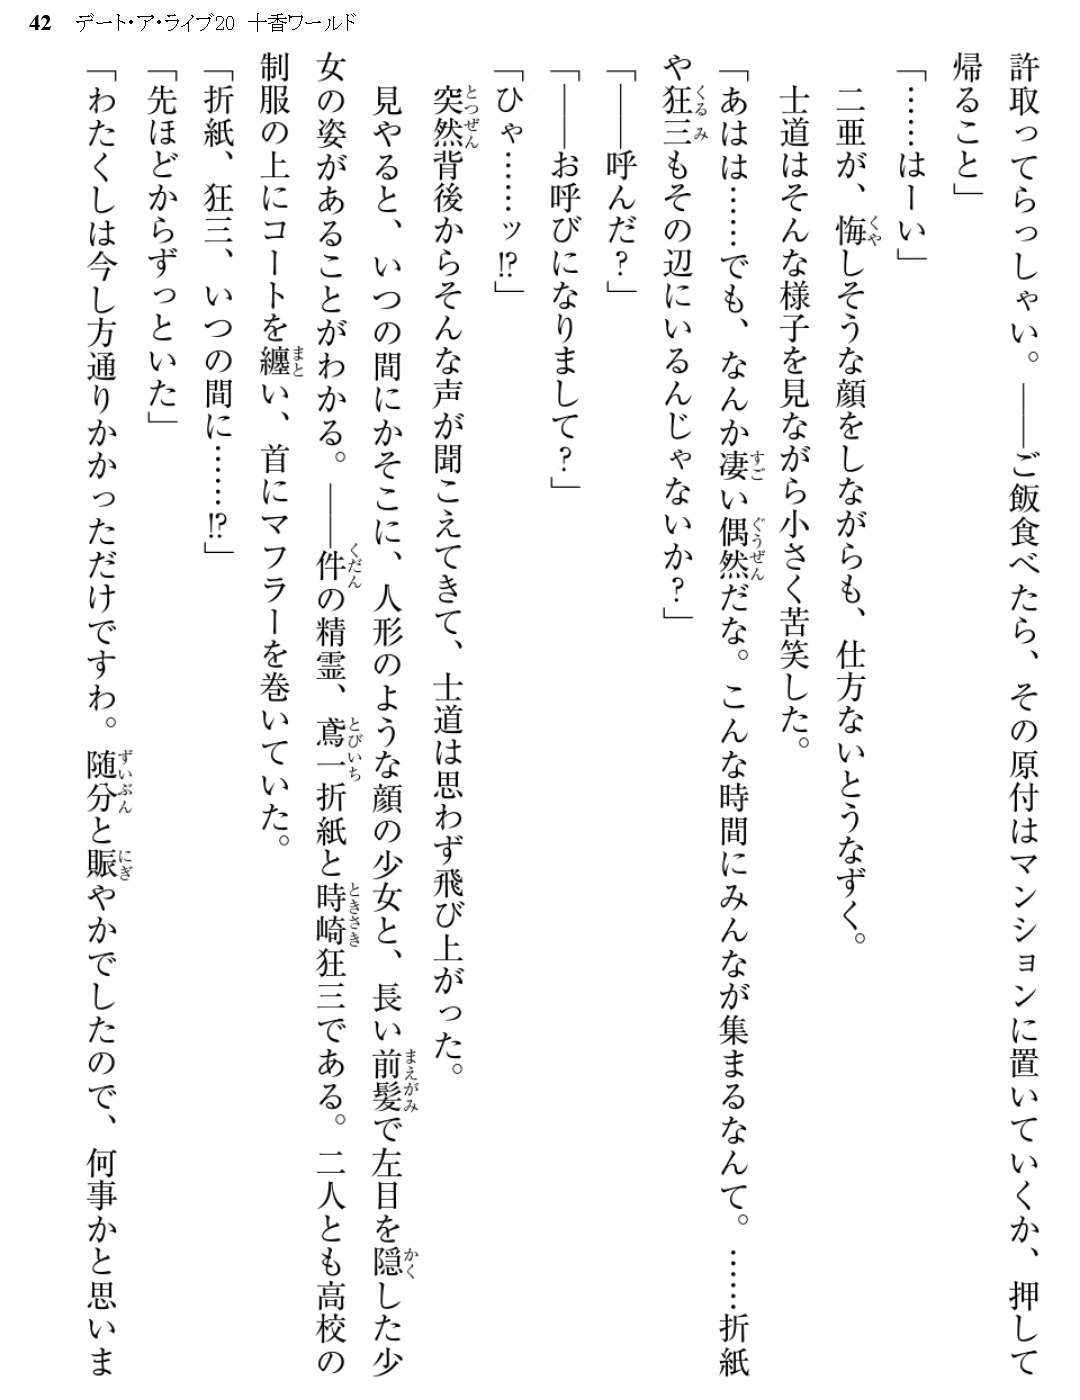 42 デート・ア・ライブ20 十香ワールド
許取ってらっしゃい。――ご飯食べたら、その原付はマンションに置いていくか、押して
帰ること」
「……はーい」
二亜が、悔しそうな顔をしながらも、仕方ないとうなずく。
士道はそんな様子を見ながら小さく苦笑した。
「あはは……でも、なんか凄い偶然だな。こんな時間にみんなが集まるなんて。……折紙
や狂三もその辺にいるんじゃないか？」
「――呼んだ？」
「――お呼びになりまして？」
「ひゃ……ッ!?」
突然背後からそんな声が聞こえてきて、士道は思わず飛び上がった。
見やると、いつの間にかそこに、人形のような顔の少女と、長い前髪で左目を隠した少
女の姿があることがわかる。――件の精霊、鳶一折紙と時崎狂三である。二人とも高校の
制服の上にコートを纏い、首にマフラーを巻いていた。
「折紙、狂三、いつの間に……!?」
「先ほどからずっといた」
「わたくしは今し方通りかかっただけですわ。随分と賑やかでしたので、何事かと思いま